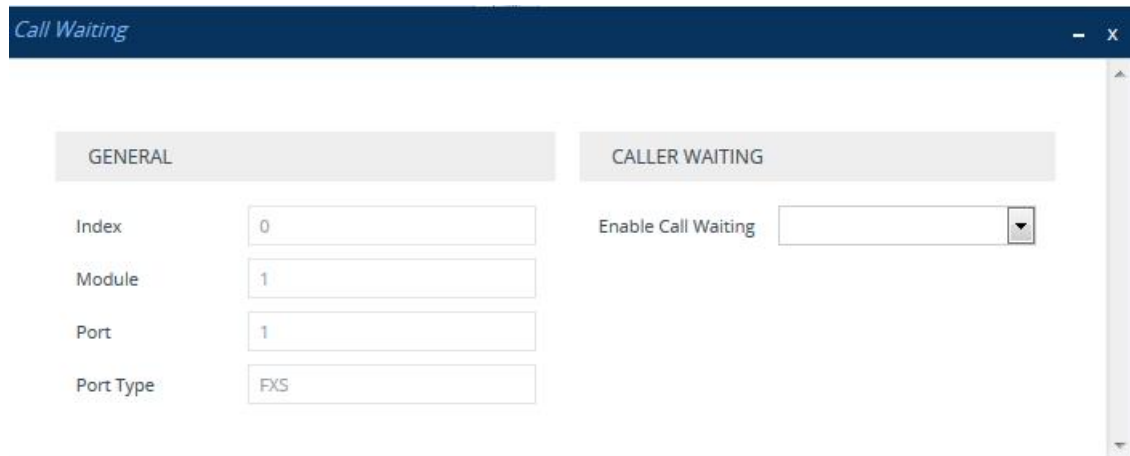 Call Waiting
– x
GENERAL
Index 0
Module 1
Port 1
Port Type FXS
CALLER WAITING
Enable Call Waiting